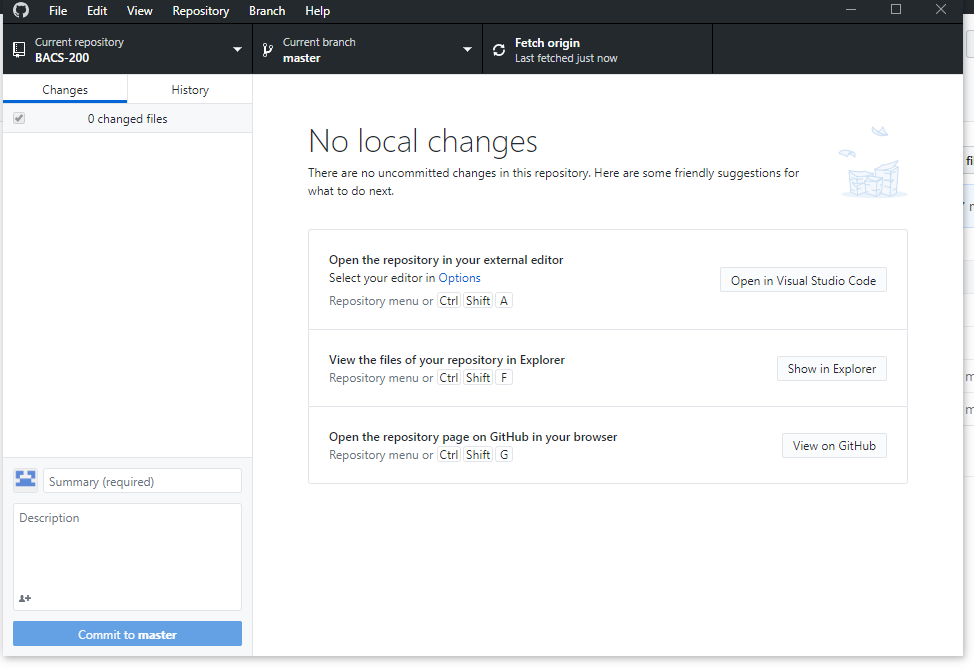 File Edit View Repository Branch Help
Current repository
BACS-200
Current branch
master
Fetch origin
Last fetched just now
Changes
History
0 changed files
No local changes
There are no uncommitted changes in this repository. Here are some friendly suggestions for
what to do next.
Open the repository in your external editor
Select your editor in Options
Repository menu or Ctrl Shift A
Open in Visual Studio Code
View the files of your repository in Explorer
Repository menu or Ctrl Shift F
Show in Explorer
Open the repository page on GitHub in your browser
Repository menu or Ctrl Shift G
View on GitHub
Summary (required)
Description
Commit to master